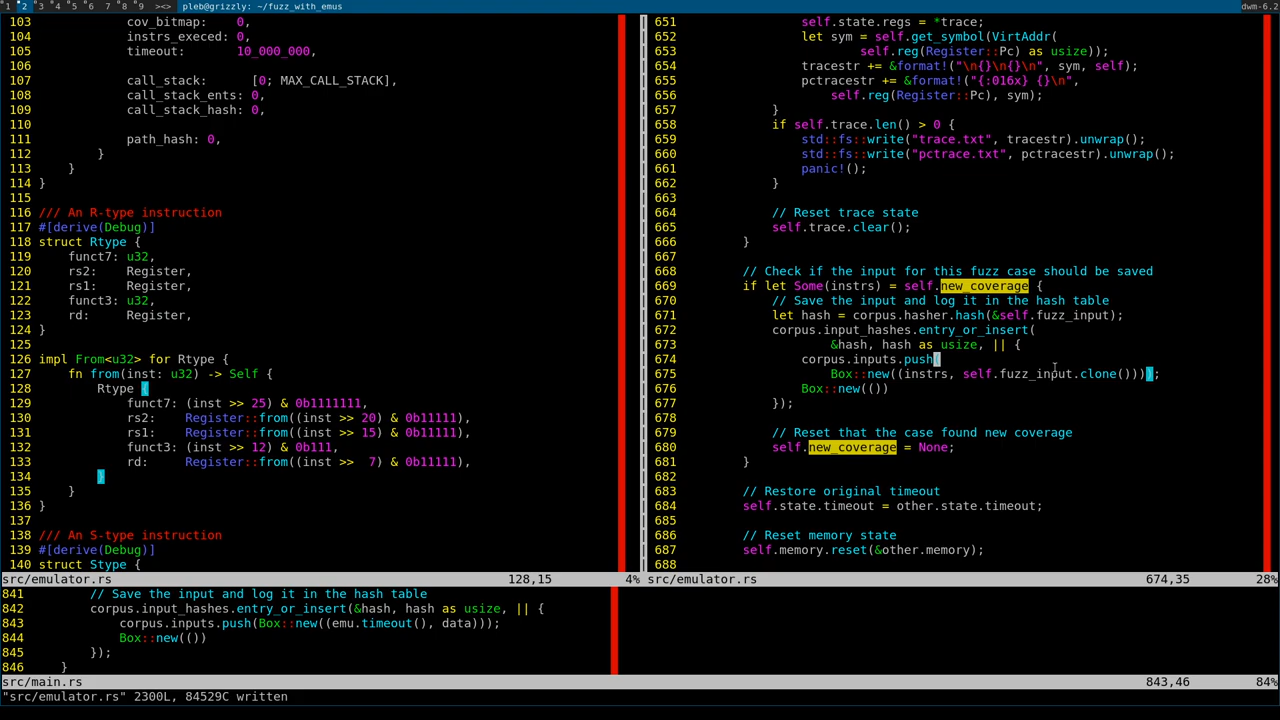 1 2 3 4 5 6 7 8 9 ><> pleb@grizzly: ~/fuzz_with_emus dwm-6.2
103             cov_bitmap:    0,
104             instrs_execed: 0,
105             timeout:       10_000_000,
106
107             call_stack:      [0; MAX_CALL_STACK],
108             call_stack_ents: 0,
109             call_stack_hash: 0,
110
111             path_hash: 0,
112         }
113     }
114 }
115
116 /// An R-type instruction
117 #[derive(Debug)]
118 struct Rtype {
119     funct7: u32,
120     rs2:    Register,
121     rs1:    Register,
122     funct3: u32,
123     rd:     Register,
124 }
125
126 impl From<u32> for Rtype {
127     fn from(inst: u32) -> Self {
128         Rtype {
129             funct7: (inst >> 25) & 0b1111111,
130             rs2:    Register::from((inst >> 20) & 0b11111),
131             rs1:    Register::from((inst >> 15) & 0b11111),
132             funct3: (inst >> 12) & 0b111,
133             rd:     Register::from((inst >>  7) & 0b11111),
134         }
135     }
136 }
137
138 /// An S-type instruction
139 #[derive(Debug)]
140 struct Stype {
src/emulator.rs 128,15 4%
651                 self.state.regs = *trace;
652                 let sym = self.get_symbol(VirtAddr(
653                         self.reg(Register::Pc) as usize));
654                 tracestr += &format!("\n{}\n{}\n", sym, self);
655                 pctracestr += &format!("{:016x} {}\n",
656                     self.reg(Register::Pc), sym);
657             }
658             if self.trace.len() > 0 {
659                 std::fs::write("trace.txt", tracestr).unwrap();
660                 std::fs::write("pctrace.txt", pctracestr).unwrap();
661                 panic!();
662             }
663
664             // Reset trace state
665             self.trace.clear();
666         }
667
668         // Check if the input for this fuzz case should be saved
669         if let Some(instrs) = self.new_coverage {
670             // Save the input and log it in the hash table
671             let hash = corpus.hasher.hash(&self.fuzz_input);
672             corpus.input_hashes.entry_or_insert(
673                     &hash, hash as usize, || {
674                 corpus.inputs.push(
675                     Box::new((instrs, self.fuzz_input.clone())));
676                 Box::new(())
677             });
678
679             // Reset that the case found new coverage
680             self.new_coverage = None;
681         }
682
683         // Restore original timeout
684         self.state.timeout = other.state.timeout;
685
686         // Reset memory state
687         self.memory.reset(&other.memory);
688
src/emulator.rs 674,35 28%
841         // Save the input and log it in the hash table
842         corpus.input_hashes.entry_or_insert(&hash, hash as usize, || {
843             corpus.inputs.push(Box::new((emu.timeout(), data)));
844             Box::new(())
845         });
846     }
src/main.rs 843,46 84%
"src/emulator.rs" 2300L, 84529C written